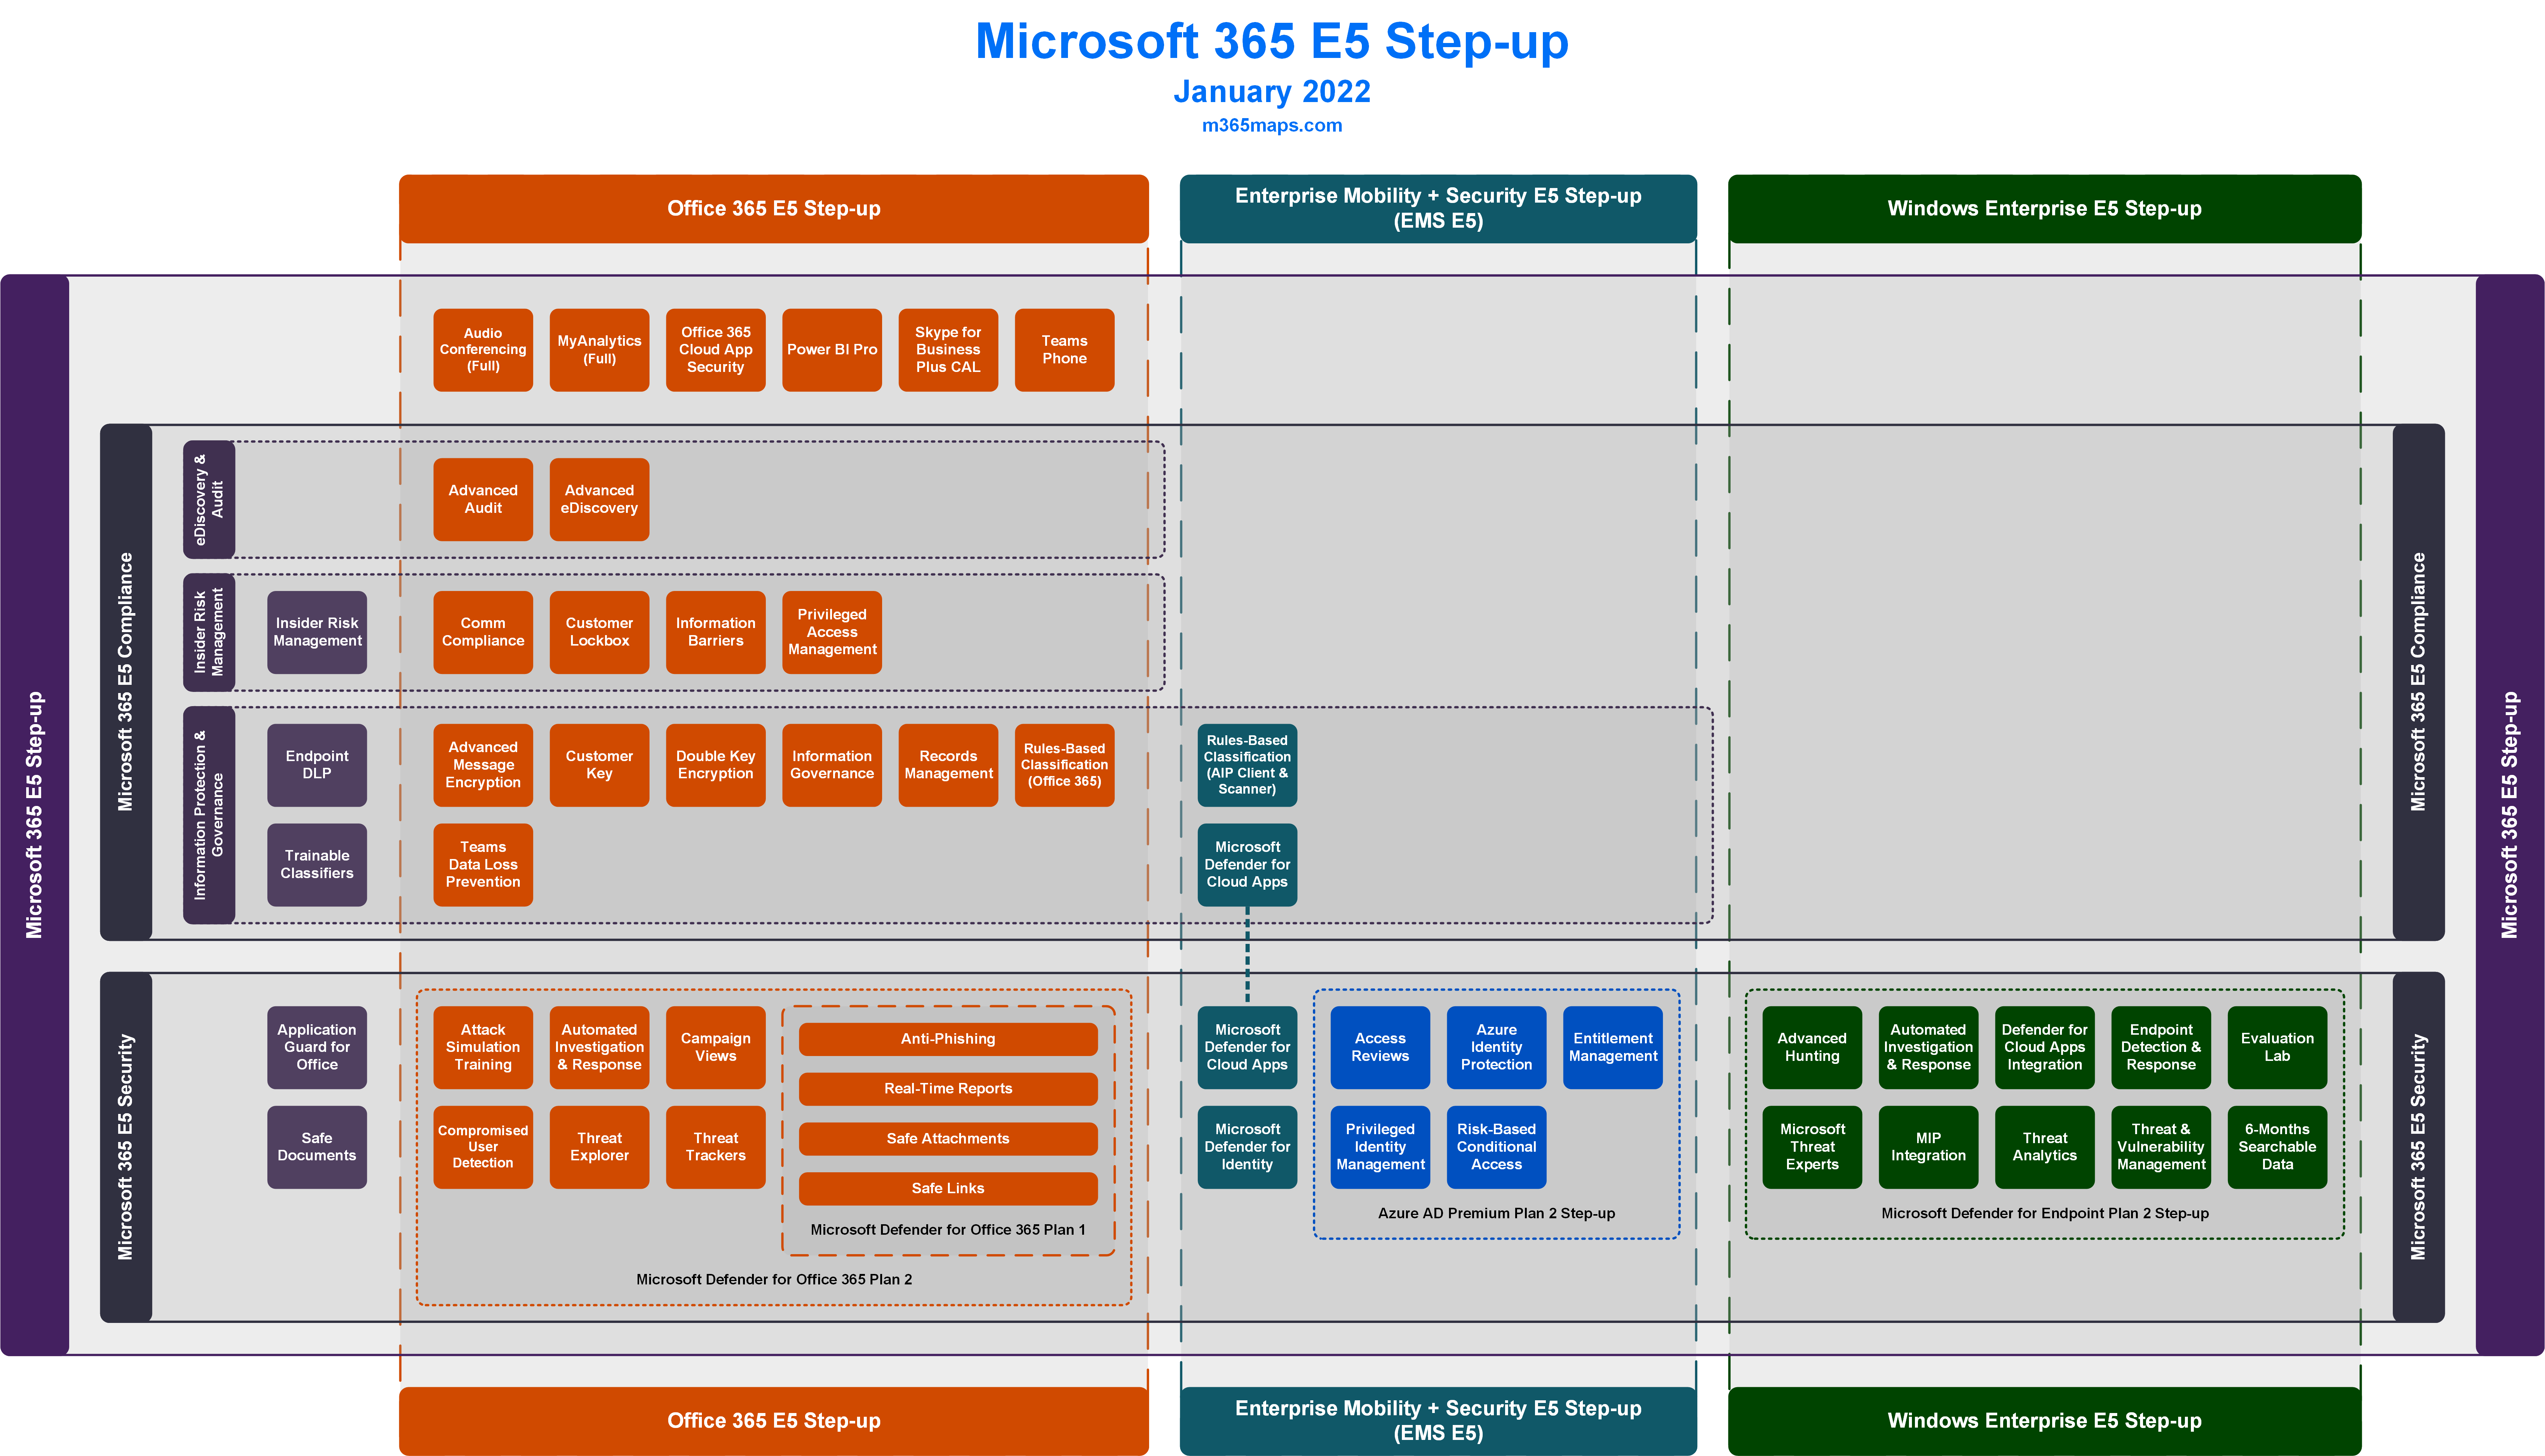 Microsoft 365 E5 Step-up
January 2022
m365maps.com
Office 365 E5 Step-up
Enterprise Mobility + Security E5 Step-up
(EMS E5)
Windows Enterprise E5 Step-up
Microsoft 365 E5 Step-up
Audio
Conferencing
(Full)
MyAnalytics
(Full)
Office 365
Cloud App
Security
Power BI Pro
Skype for
Business
Plus CAL
Teams
Phone
Microsoft 365 E5 Compliance
eDiscovery &
Audit
Advanced
Audit
Advanced
eDiscovery
Insider Risk
Management
Insider Risk
Management
Comm
Compliance
Customer
Lockbox
Information
Barriers
Privileged
Access
Management
Information Protection &
Governance
Endpoint
DLP
Advanced
Message
Encryption
Customer
Key
Double Key
Encryption
Information
Governance
Records
Management
Rules-Based
Classification
(Office 365)
Rules-Based
Classification
(AIP Client &
Scanner)
Trainable
Classifiers
Teams
Data Loss
Prevention
Microsoft
Defender for
Cloud Apps
Microsoft 365 E5 Compliance
Microsoft 365 E5 Security
Application
Guard for
Office
Safe
Documents
Attack
Simulation
Training
Automated
Investigation
& Response
Campaign
Views
Compromised
User
Detection
Threat
Explorer
Threat
Trackers
Anti-Phishing
Real-Time Reports
Safe Attachments
Safe Links
Microsoft Defender for Office 365 Plan 1
Microsoft Defender for Office 365 Plan 2
Microsoft
Defender for
Cloud Apps
Microsoft
Defender for
Identity
Access
Reviews
Azure
Identity
Protection
Entitlement
Management
Privileged
Identity
Management
Risk-Based
Conditional
Access
Azure AD Premium Plan 2 Step-up
Advanced
Hunting
Automated
Investigation
& Response
Defender for
Cloud Apps
Integration
Endpoint
Detection &
Response
Evaluation
Lab
Microsoft
Threat
Experts
MIP
Integration
Threat
Analytics
Threat &
Vulnerability
Management
6-Months
Searchable
Data
Microsoft Defender for Endpoint Plan 2 Step-up
Microsoft 365 E5 Security
Microsoft 365 E5 Step-up
Office 365 E5 Step-up
Enterprise Mobility + Security E5 Step-up
(EMS E5)
Windows Enterprise E5 Step-up